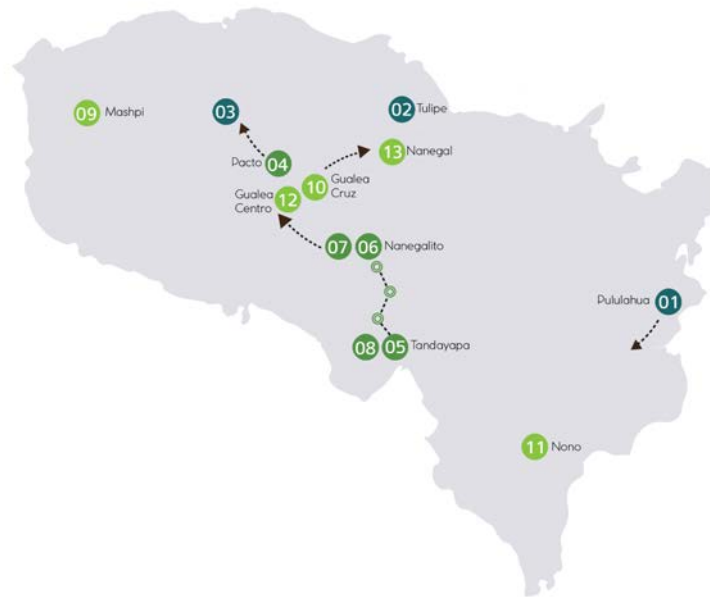 09 Mashpi
03
02 Tulipe
13 Nanegal
Pacto 04
10 Gualea
Cruz
Gualea
Centro 12
07 06 Nanegalito
Pululahua 01
08 05 Tandayapa
11 Nono